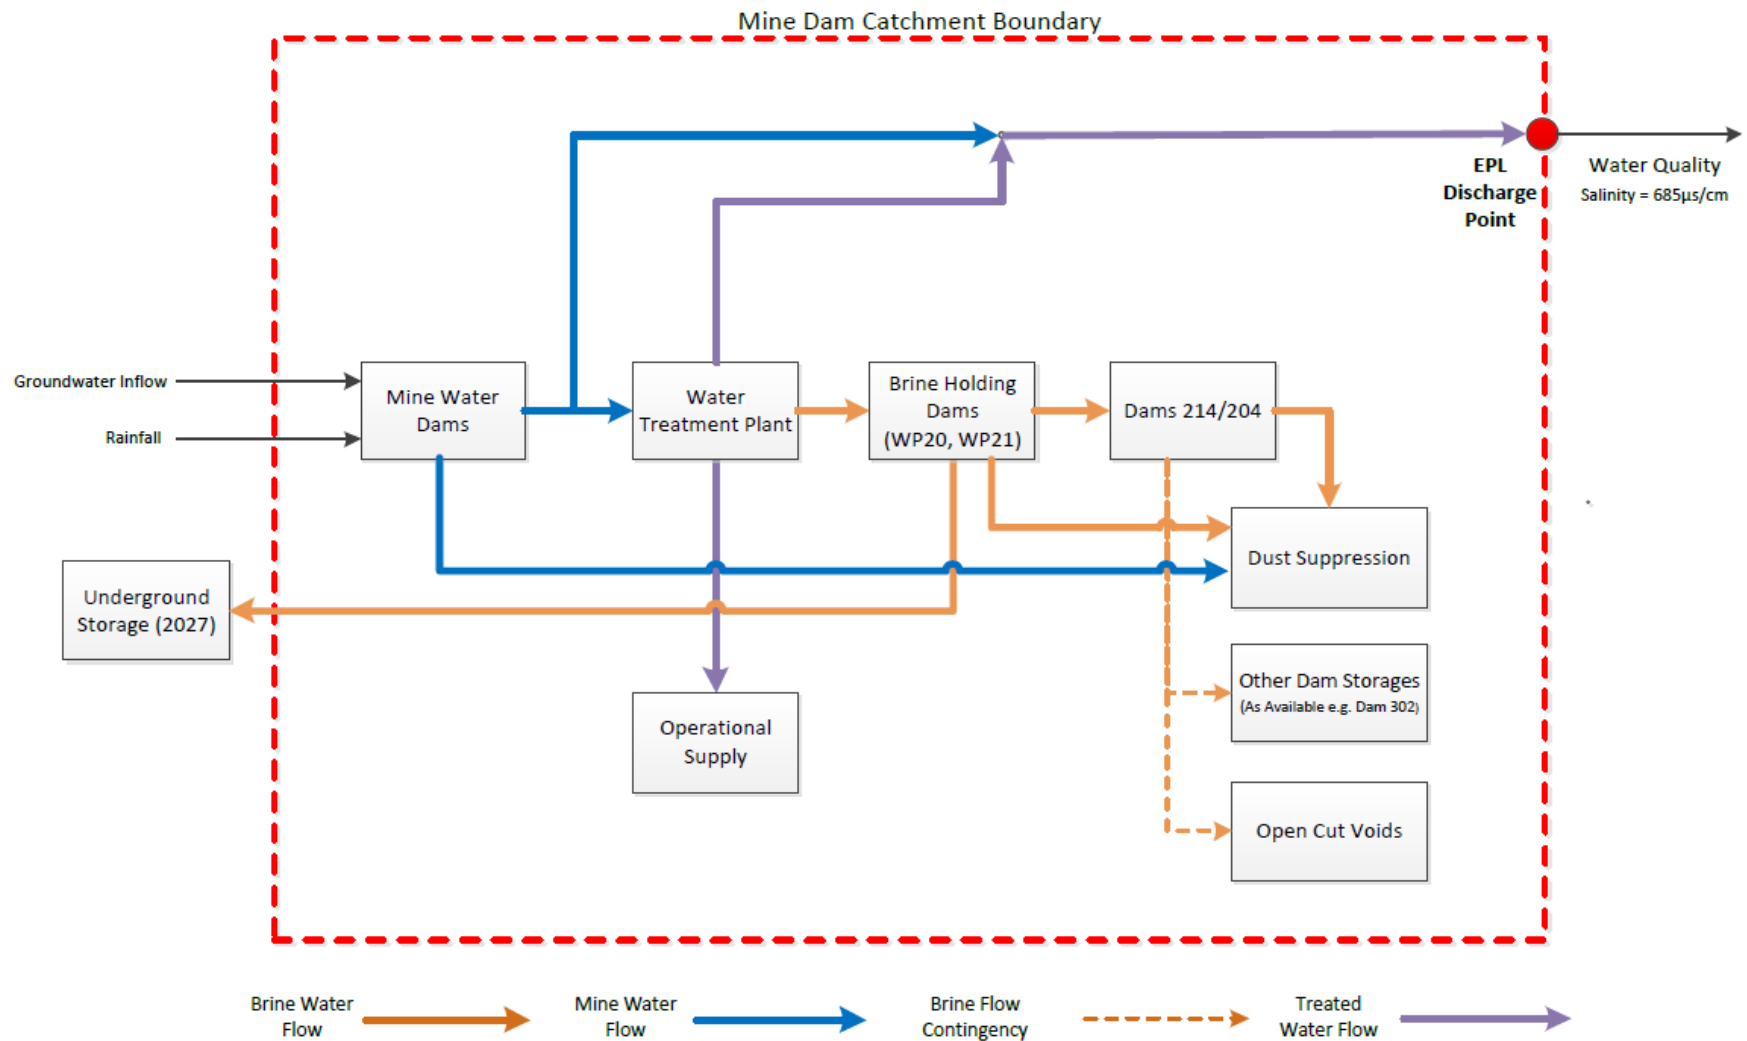 Mine Dam Catchment Boundary
EPL
Discharge
Point
Water Quality
Salinity = 685µs/cm
Groundwater Inflow
Rainfall
Mine Water
Dams
Water
Treatment Plant
Brine Holding
Dams
(WP20, WP21)
Dams 214/204
Dust Suppression
Underground
Storage (2027)
Other Dam Storages
(As Available e.g. Dam 302)
Operational
Supply
Open Cut Voids
Brine Water
Flow
Mine Water
Flow
Brine Flow
Contingency
Treated
Water Flow